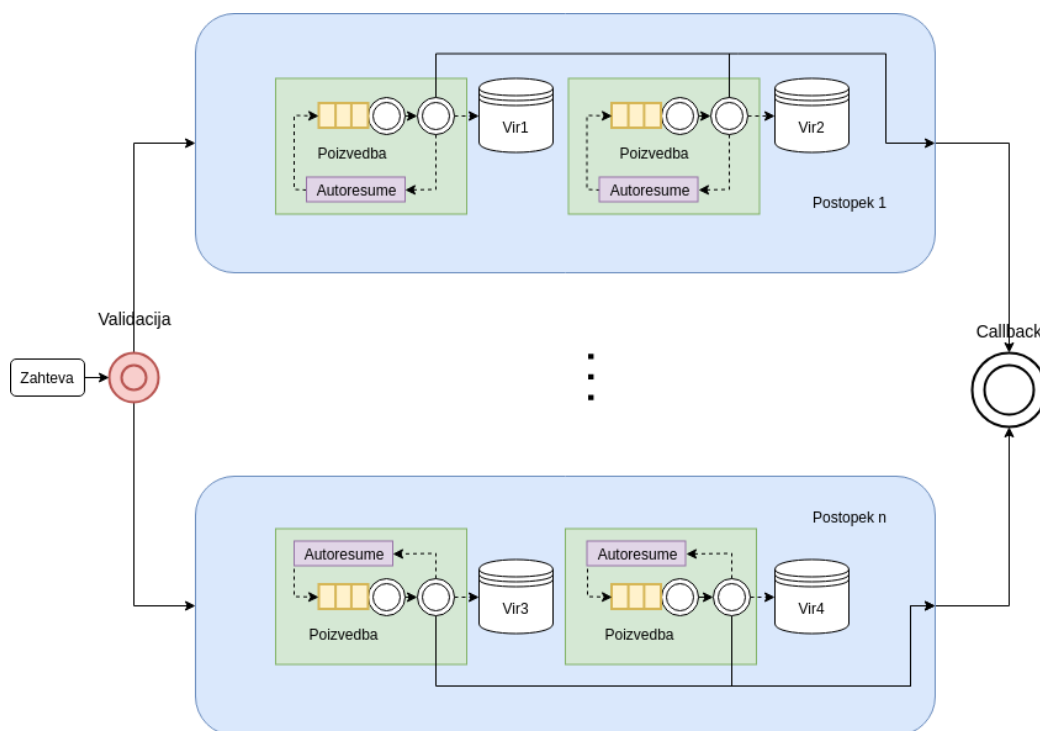 Vir1
Vir2
Poizvedba
Poizvedba
Autoresume
Autoresume
Postopek 1
Validacija
Callback
Zahteva
Postopek n
Autoresume
Autoresume
Vir3
Vir4
Poizvedba
Poizvedba